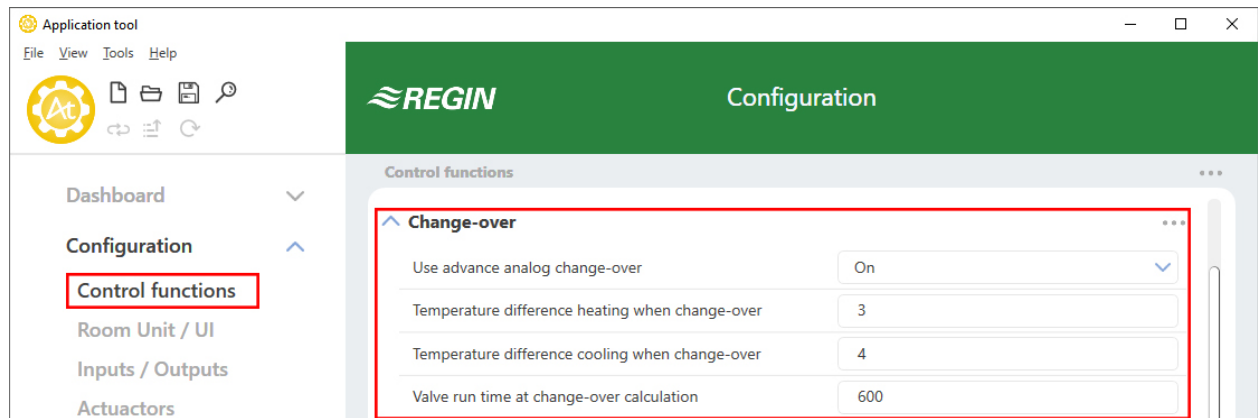 Application tool
File View Tools Help
At
REGIN
Configuration
Dashboard
Configuration
Control functions
Room Unit / UI
Inputs / Outputs
Actuactors
Control functions
Change-over
Use advance analog change-over On
Temperature difference heating when change-over 3
Temperature difference cooling when change-over 4
Valve run time at change-over calculation 600